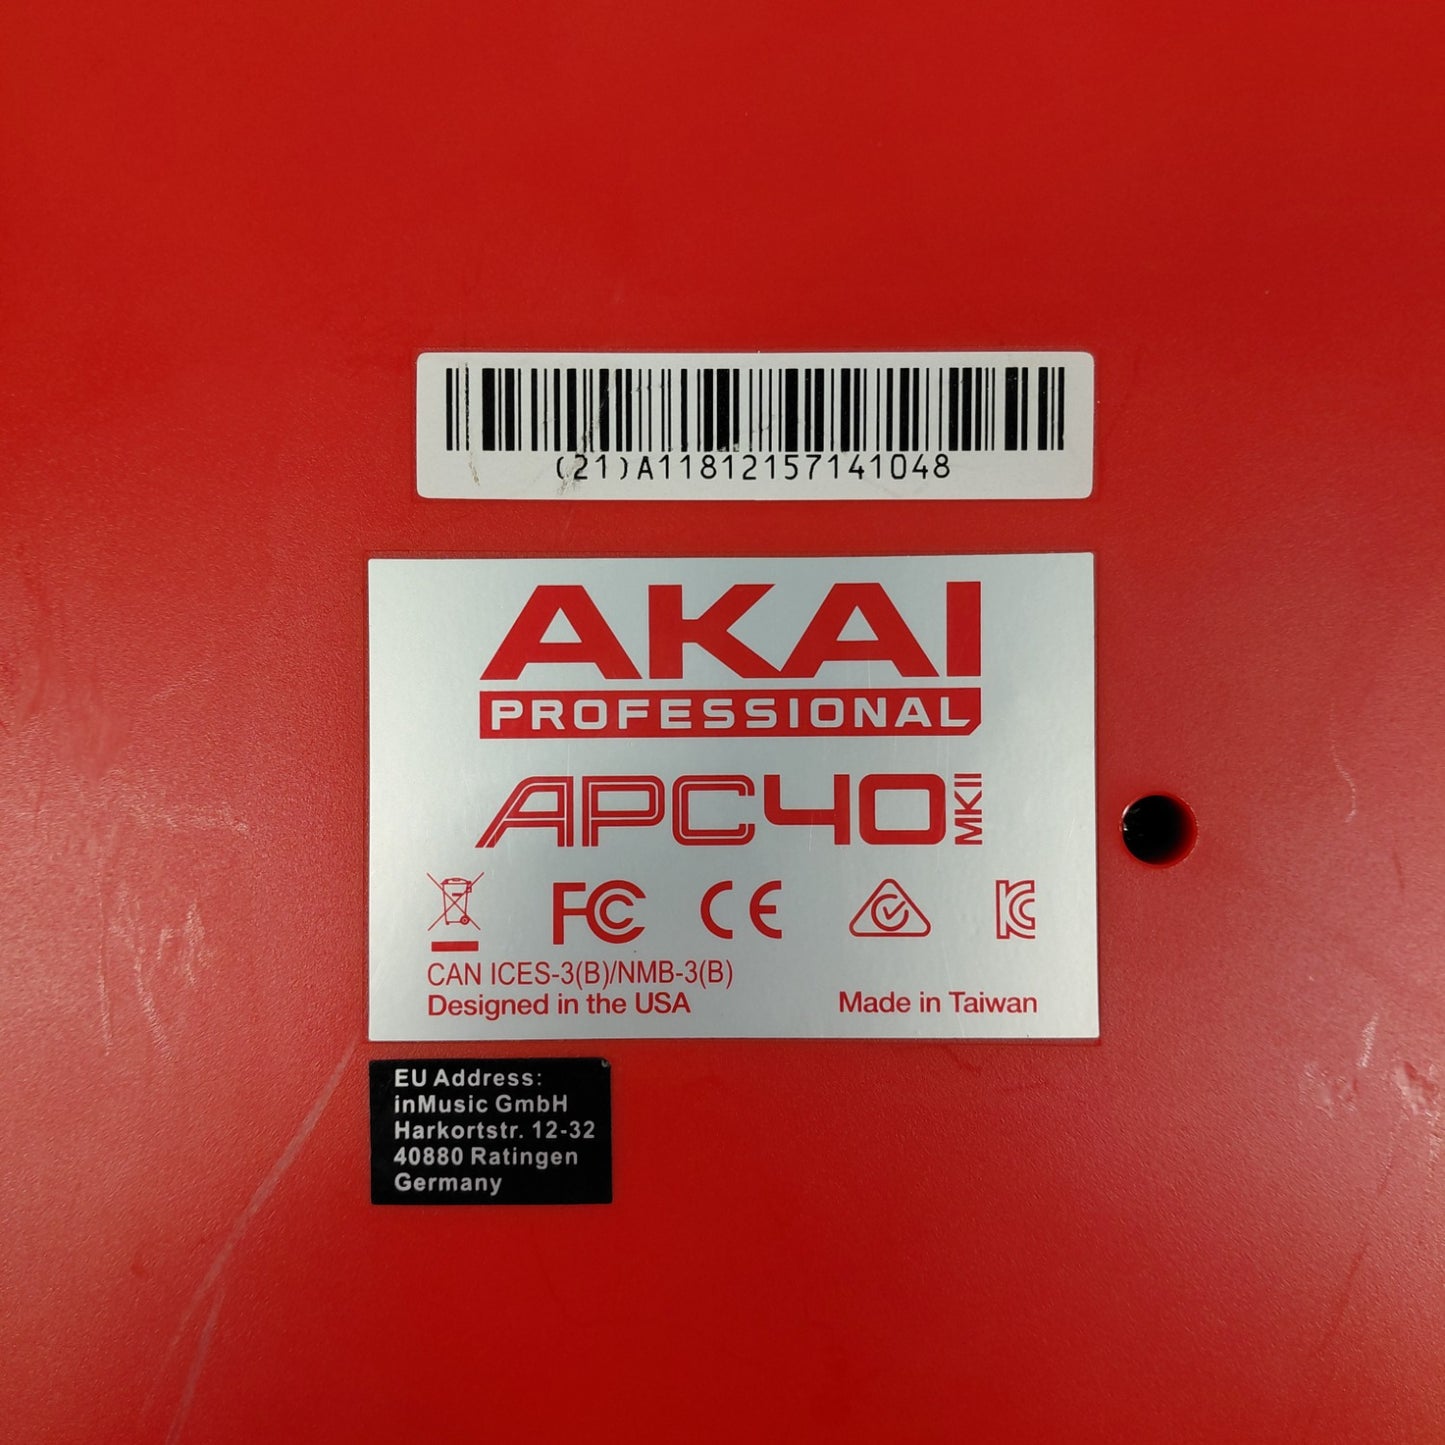 (21)A11812157141048
AKAI
PROFESSIONAL
APC40 MKII
FC CE KC
CAN ICES-3(B)/NMB-3(B)
Designed in the USA Made in Taiwan
EU Address:
inMusic GmbH
Harkortstr. 12-32
40880 Ratingen
Germany